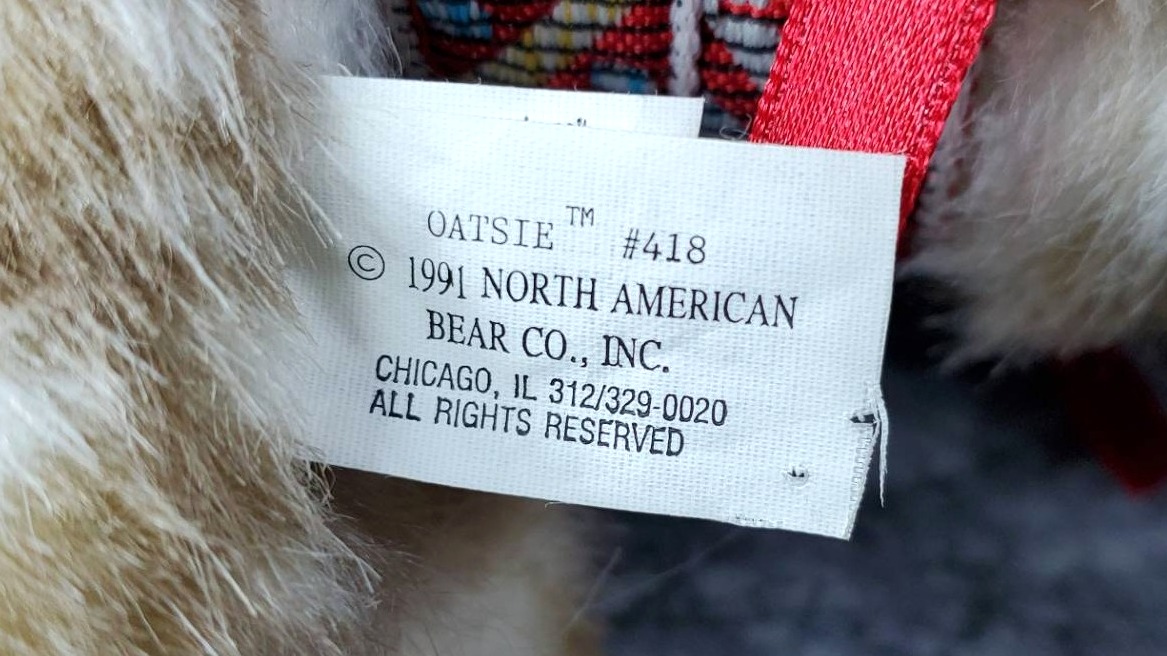 OATSIE™ #418
© 1991 NORTH AMERICAN
BEAR CO., INC.
CHICAGO, IL 312/329-0020
ALL RIGHTS RESERVED